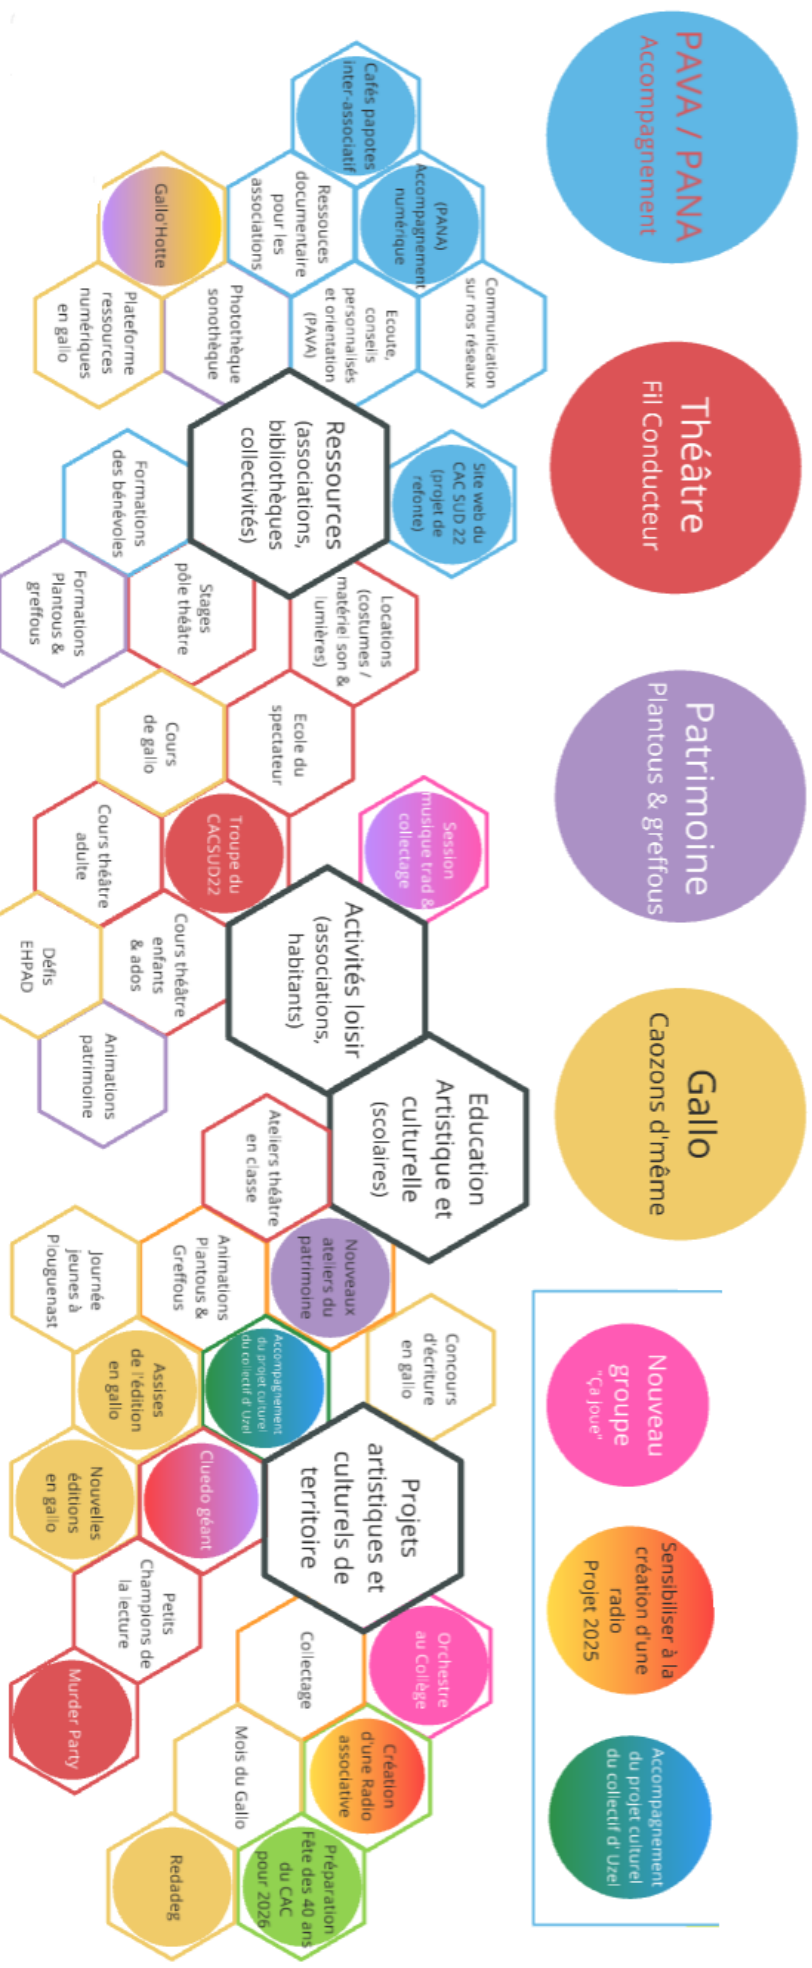 PAVA / PANA
Accompagnement
Théâtre
Fil Conducteur
Patrimoine
Plantous & greffous
Gallo
Caozons d'même
Nouveau
groupe
"Ça joue"
Sensibiliser à la
création d'une
radio
Projet 2025
Accompagnement
du projet culturel
du collectif d' Uzel
Cafés papotes
inter-associatif
(PANA)
Accompagnement
numérique
Communication
sur nos réseaux
Ressouces
documentaire
pour les
associations
Ecoute,
conseils
personnalisés
et orientation
(PAVA)
Gallo'Hotte
Photothèque
sonothèque
Plateforme
ressources
numériques
en gallo
Ressources
(associations,
bibliothèques
collectivités)
Site web du
CAC SUD 22
(projet de
refonte)
Formations
des bénévoles
Locations
(costumes /
matériel son &
lumières)
Stages
pôle théâtre
Formations
Plantous &
greffous
Ecole du
spectateur
Cours
de gallo
Session
musique trad &
collectage
Troupe du
CACSUD22
Cours théâtre
adulte
Activités loisir
(associations,
habitants)
Cours théâtre
enfants
& ados
Défis
EHPAD
Animations
patrimoine
Education
Artistique et
culturelle
(scolaires)
Ateliers théâtre
en classe
Nouveaux
ateliers du
patrimoine
Animations
Plantous &
Greffous
Journée
jeunes à
Plouguenast
Concours
d'écriture
en gallo
Accompagnement
du projet culturel
du collectif d' Uzel
Assises
de l'édition
en gallo
Projets
artistiques et
culturels de
territoire
Cluedo géant
Nouvelles
éditions
en gallo
Petits
Champions de
la lecture
Orchestre
au Collège
Collectage
Murder Party
Création
d'une Radio
associative
Mois du Gallo
Préparation
Fête des 40 ans
du CAC
pour 2026
Redadeg